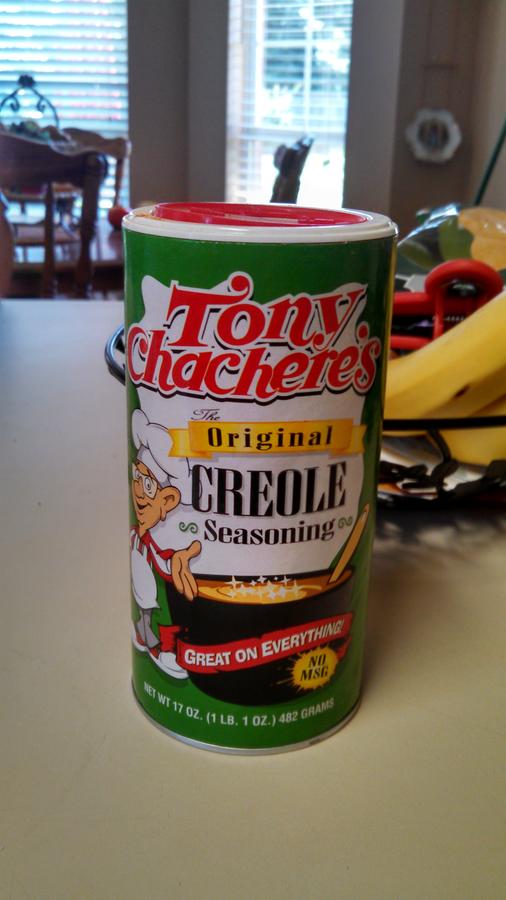 Tony
Chachere's
The
Original
CREOLE
Seasoning
GREAT ON EVERYTHING!
NO
MSG
NET WT 17 OZ. (1 LB. 1 OZ.) 482 GRAMS